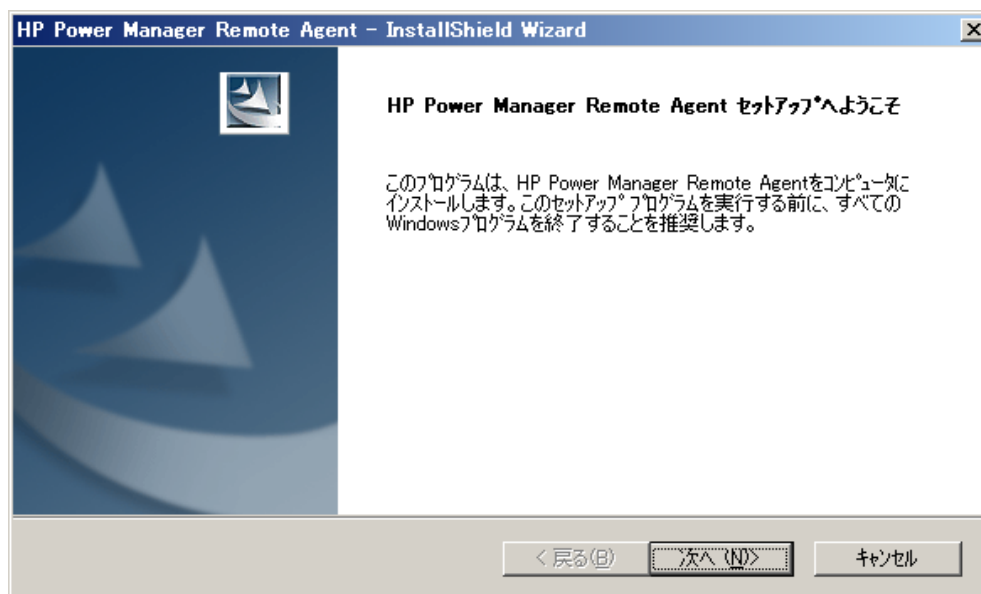 HP Power Manager Remote Agent - InstallShield Wizard
HP Power Manager Remote Agent セットアップへようこそ
このプログラムは、HP Power Manager Remote Agentをコンピュータに
インストールします。このセットアップ プログラムを実行する前に、すべての
Windowsプログラムを終了することを推奨します。
< 戻る(B)
次へ (N)>
キャンセル